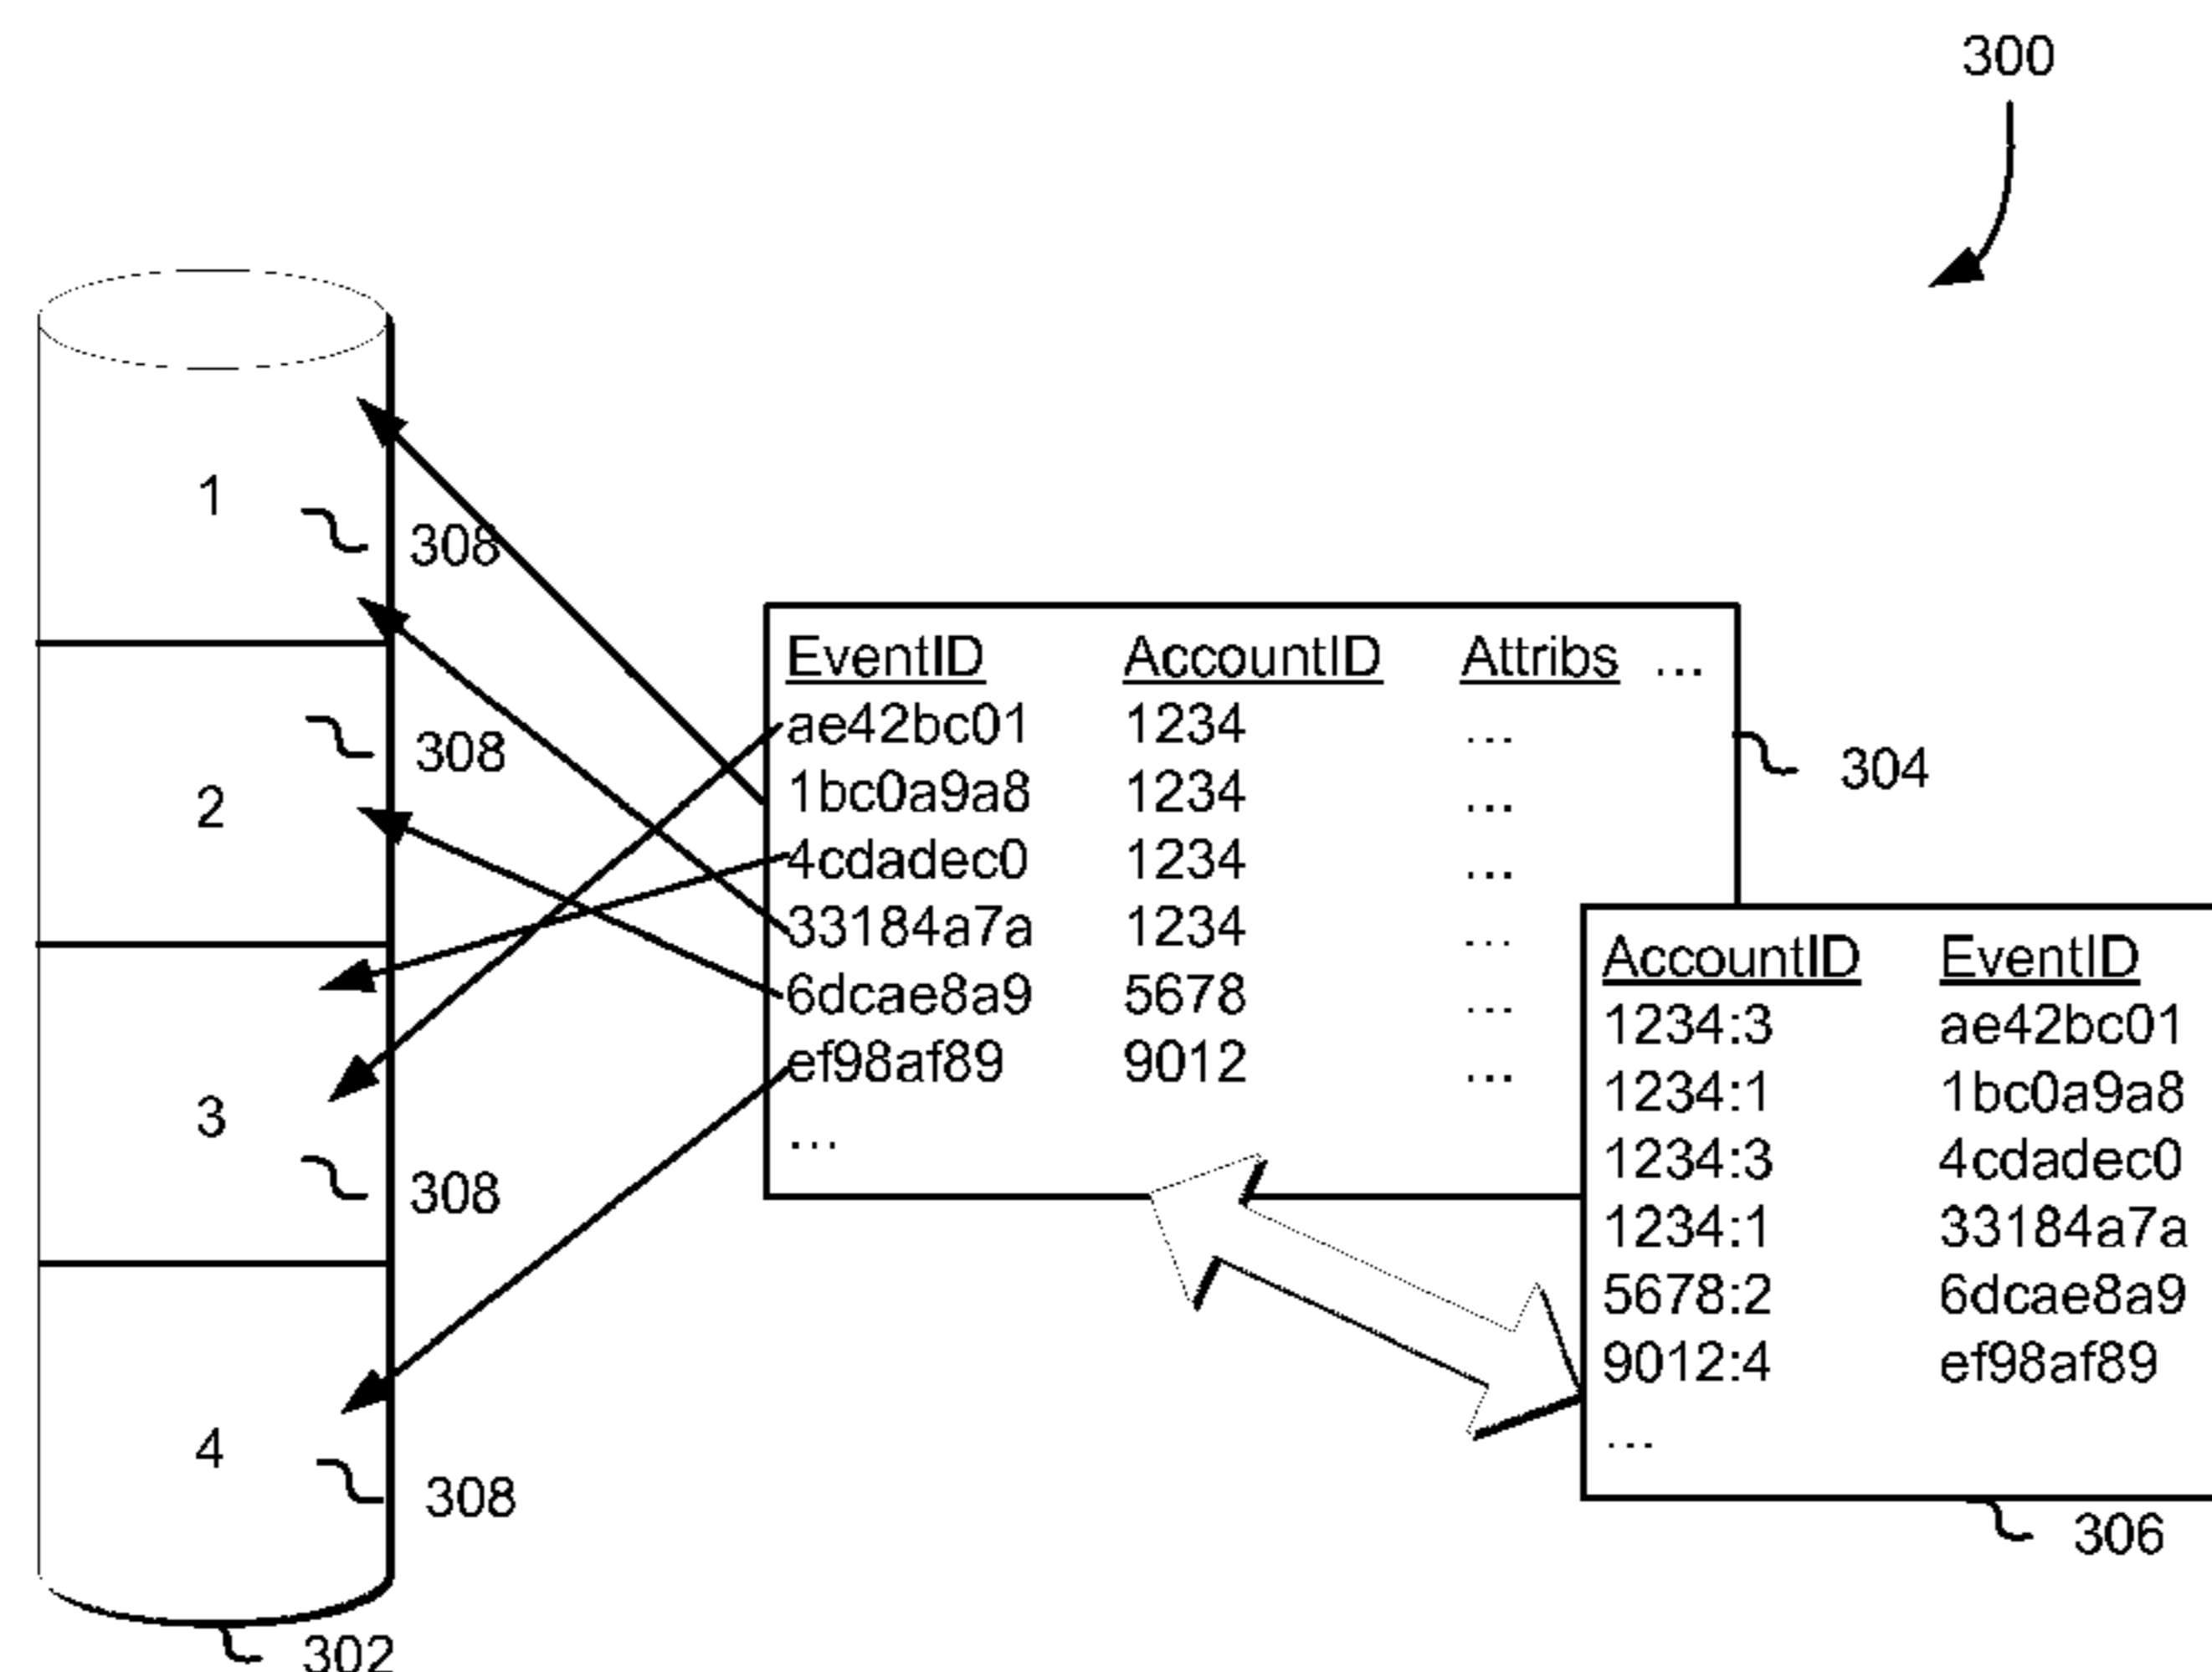 300
1
308
2
308
3
308
4
308
302
EventID AccountID Attribs ...
ae42bc01 1234 ...
1bc0a9a8 1234 ...
4cdadec0 1234 ...
33184a7a 1234 ...
6dcae8a9 5678 ...
ef98af89 9012 ...
...
304
AccountID EventID
1234:3 ae42bc01
1234:1 1bc0a9a8
1234:3 4cdadec0
1234:1 33184a7a
5678:2 6dcae8a9
9012:4 ef98af89
...
306